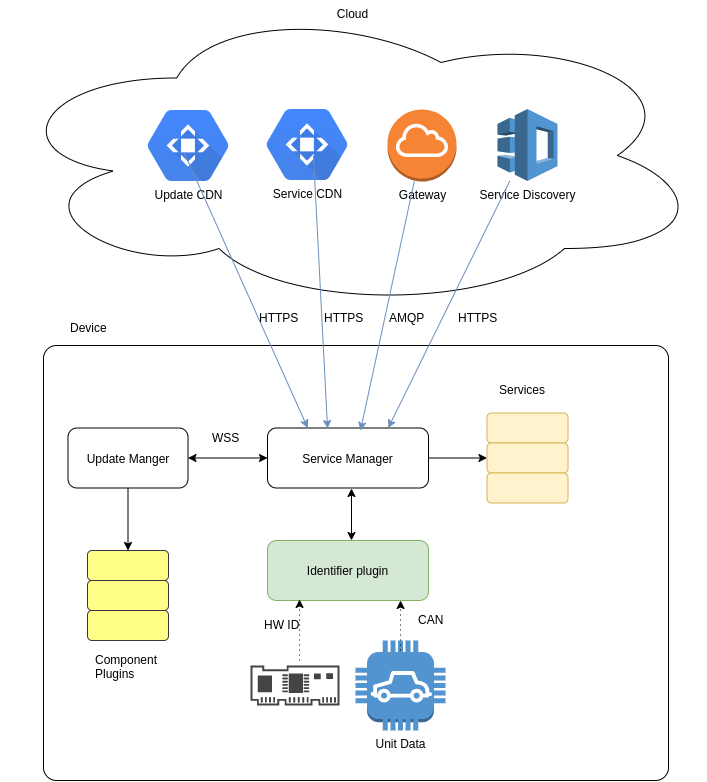 Cloud
Update CDN
Service CDN
Gateway
Service Discovery
HTTPS
HTTPS
AMQP
HTTPS
Device
Services
WSS
Update Manger
Service Manager
Identifier plugin
HW ID
CAN
Component
Plugins
Unit Data